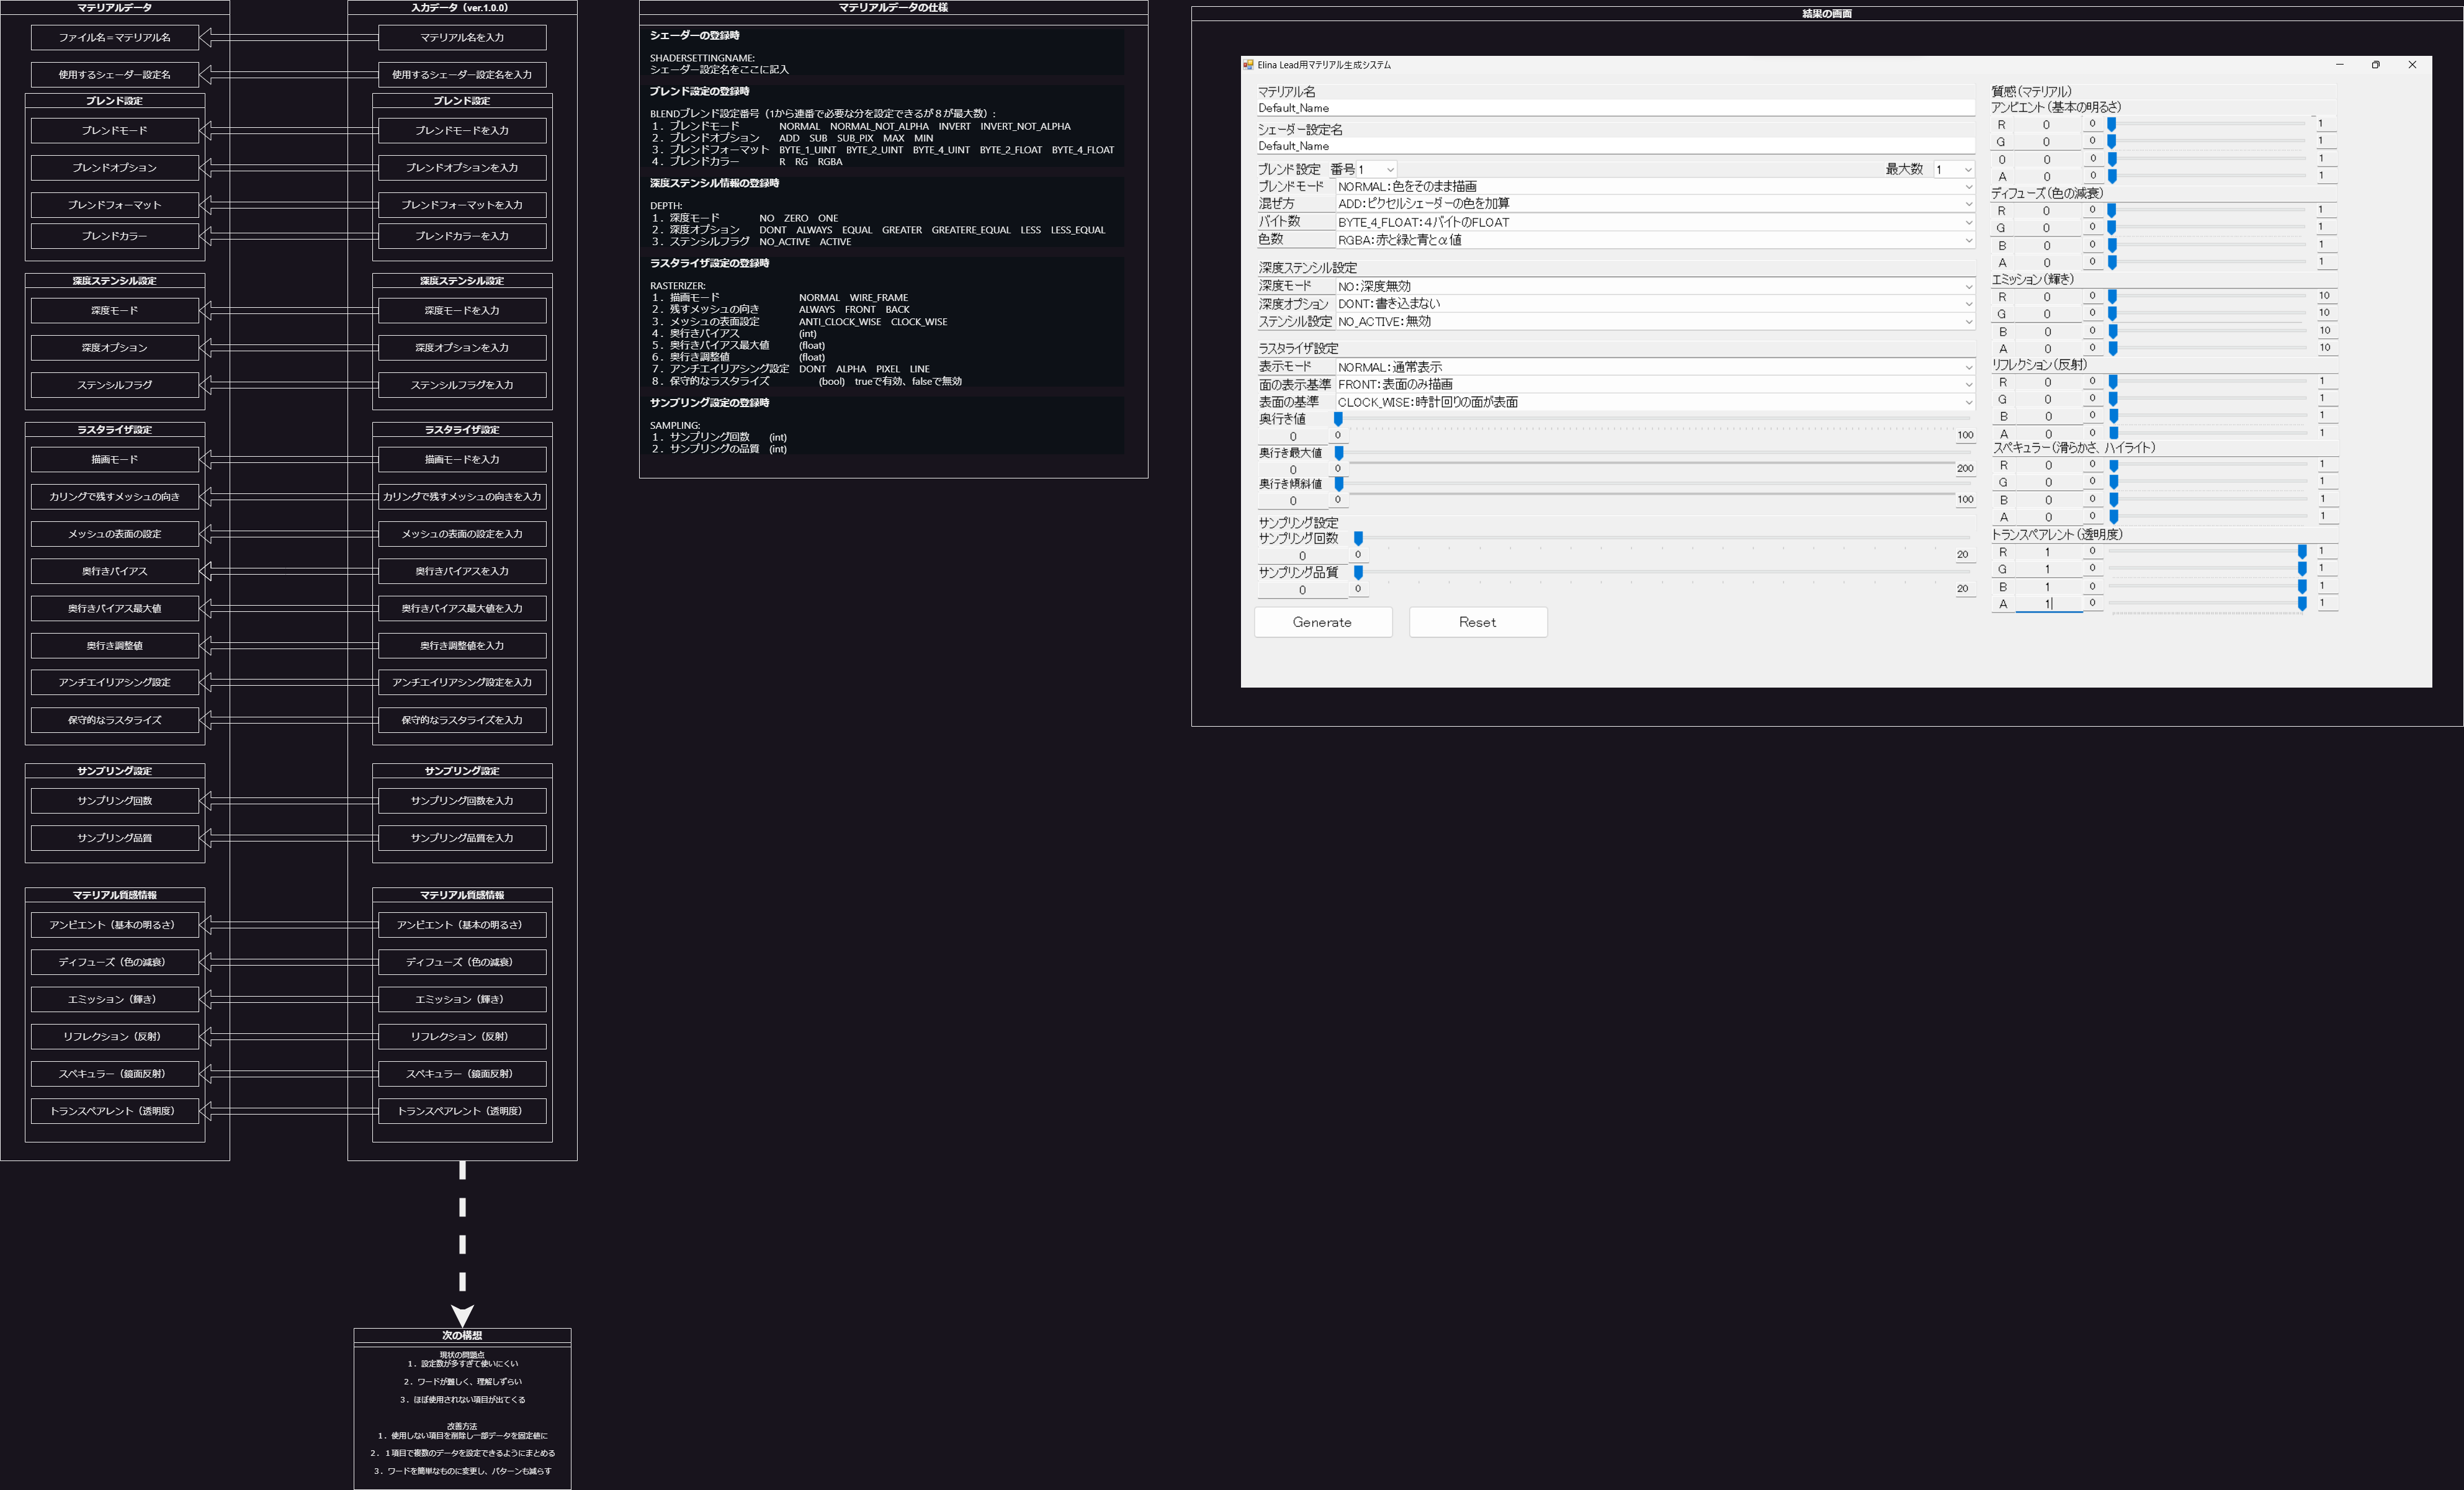 マテリアルデータ
ファイル名＝マテリアル名
使用するシェーダー設定名
ブレンド設定
ブレンドモード
ブレンドオプション
ブレンドフォーマット
ブレンドカラー
深度ステンシル設定
深度モード
深度オプション
ステンシルフラグ
ラスタライザ設定
描画モード
カリングで残すメッシュの向き
メッシュの表面の設定
奥行きバイアス
奥行きバイアス最大値
奥行き調整値
アンチエイリアシング設定
保守的なラスタライズ
サンプリング設定
サンプリング回数
サンプリング品質
マテリアル質感情報
アンビエント（基本の明るさ）
ディフューズ（色の減衰）
エミッション（輝き）
リフレクション（反射）
スペキュラー（鏡面反射）
トランスペアレント（透明度）
入力データ（ver.1.0.0）
マテリアル名を入力
使用するシェーダー設定名を入力
ブレンド設定
ブレンドモードを入力
ブレンドオプションを入力
ブレンドフォーマットを入力
ブレンドカラーを入力
深度ステンシル設定
深度モードを入力
深度オプションを入力
ステンシルフラグを入力
ラスタライザ設定
描画モードを入力
カリングで残すメッシュの向きを入力
メッシュの表面の設定を入力
奥行きバイアスを入力
奥行きバイアス最大値を入力
奥行き調整値を入力
アンチエイリアシング設定を入力
保守的なラスタライズを入力
サンプリング設定
サンプリング回数を入力
サンプリング品質を入力
マテリアル質感情報
アンビエント（基本の明るさ）
ディフューズ（色の減衰）
エミッション（輝き）
リフレクション（反射）
スペキュラー（鏡面反射）
トランスペアレント（透明度）
次の構想
現状の問題点
１．設定数が多すぎて使いにくい
２．ワードが難しく、理解しずらい
３．ほぼ使用されない項目が出てくる
改善方法
１．使用しない項目を削除し一部データを固定値に
２．１項目で複数のデータを設定できるようにまとめる
３．ワードを簡単なものに変更し、パターンも減らす
マテリアルデータの仕様
シェーダーの登録時
SHADERSETTINGNAME:
シェーダー設定名をここに記入
ブレンド設定の登録時
BLENDブレンド設定番号（1から連番で必要な分を設定できるが８が最大数）:
１．ブレンドモード NORMAL NORMAL_NOT_ALPHA INVERT INVERT_NOT_ALPHA
２．ブレンドオプション ADD SUB SUB_PIX MAX MIN
３．ブレンドフォーマット BYTE_1_UINT BYTE_2_UINT BYTE_4_UINT BYTE_2_FLOAT BYTE_4_FLOAT
４．ブレンドカラー R RG RGBA
深度ステンシル情報の登録時
DEPTH:
１．深度モード NO ZERO ONE
２．深度オプション DONT ALWAYS EQUAL GREATER GREATERE_EQUAL LESS LESS_EQUAL
３．ステンシルフラグ NO_ACTIVE ACTIVE
ラスタライザ設定の登録時
RASTERIZER:
１．描画モード NORMAL WIRE_FRAME
２．残すメッシュの向き ALWAYS FRONT BACK
３．メッシュの表面設定 ANTI_CLOCK_WISE CLOCK_WISE
４．奥行きバイアス (int)
５．奥行きバイアス最大値 (float)
６．奥行き調整値 (float)
７．アンチエイリアシング設定 DONT ALPHA PIXEL LINE
８．保守的なラスタライズ (bool) trueで有効、falseで無効
サンプリング設定の登録時
SAMPLING:
１．サンプリング回数 (int)
２．サンプリングの品質 (int)
結果の画面
Elina Lead用マテリアル生成システム
マテリアル名
Default_Name
シェーダー設定名
Default_Name
ブレンド設定 番号 1 最大数 1
ブレンドモード NORMAL：色をそのまま描画
混ぜ方 ADD：ピクセルシェーダーの色を加算
バイト数 BYTE_4_FLOAT：４バイトのFLOAT
色数 RGBA：赤と緑と青とα値
深度ステンシル設定
深度モード NO：深度無効
深度オプション DONT：書き込まない
ステンシル設定 NO_ACTIVE：無効
ラスタライザ設定
表示モード NORMAL：通常表示
面の表示基準 FRONT：表面のみ描画
表面の基準 CLOCK_WISE：時計回りの面が表面
奥行き値
0 0 100
奥行き最大値
0 0 200
奥行き傾斜値
0 0 100
サンプリング設定
サンプリング回数
0 0 20
サンプリング品質
0 0 20
Generate Reset
質感（マテリアル）
アンビエント（基本の明るさ）
R 0 0 1
G 0 0 1
0 0 0 1
A 0 0 1
ディフューズ（色の減衰）
R 0 0 1
G 0 0 1
B 0 0 1
A 0 0 1
エミッション（輝き）
R 0 0 10
G 0 0 10
B 0 0 10
A 0 0 10
リフレクション（反射）
R 0 0 1
G 0 0 1
B 0 0 1
A 0 0 1
スペキュラー（滑らかさ、ハイライト）
R 0 0 1
G 0 0 1
B 0 0 1
A 0 0 1
トランスペアレント（透明度）
R 1 0 1
G 1 0 1
B 1 0 1
A 1 0 1